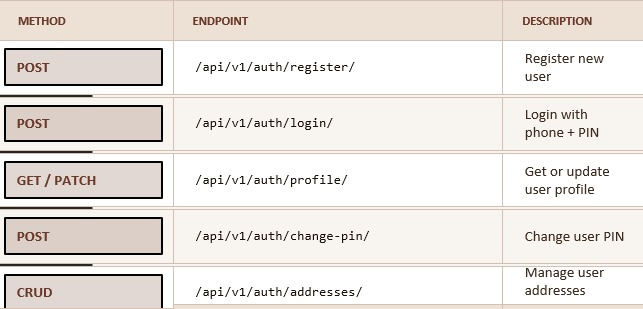 METHOD ENDPOINT DESCRIPTION
POST /api/v1/auth/register/ Register new
user
POST /api/v1/auth/login/ Login with
phone + PIN
GET / PATCH /api/v1/auth/profile/ Get or update
user profile
POST /api/v1/auth/change-pin/ Change user PIN
CRUD /api/v1/auth/addresses/ Manage user
addresses